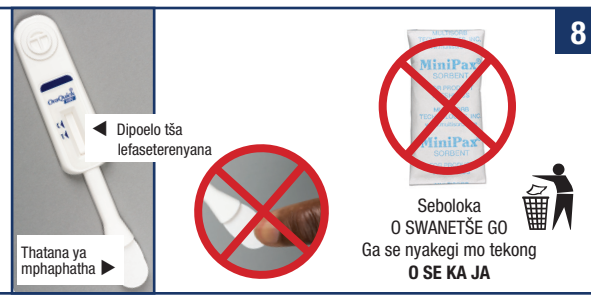 8
OraQuick
C
T
◀ Dipoelo tša
lefaseterenyana
Thatana ya
mphaphatha ▶
MiniPax®
SORBENT
MiniPax
SORBENT
Seboloka
O SWANETŠE GO
Ga se nyakegi mo tekong
O SE KA JA